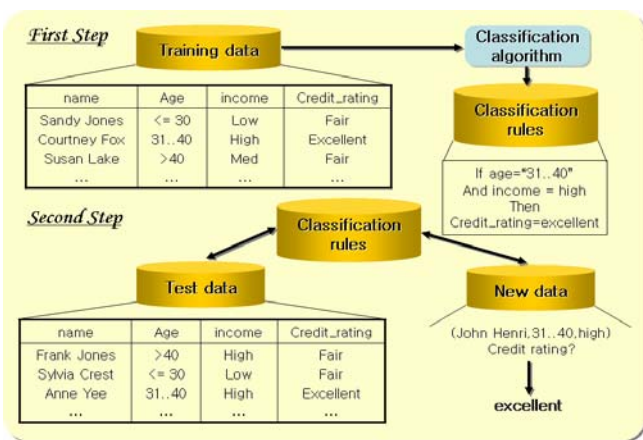 First Step
Training data
Classification
algorithm
name Age income Credit_rating
Sandy Jones <= 30 Low Fair
Courtney Fox 31..40 High Excellent
Susan Lake >40 Med Fair
... ... ... ...
Classification
rules
If age="31..40"
And income = high
Then
Credit_rating=excellent
Second Step
Classification
rules
Test data
New data
name Age income Credit_rating
Frank Jones >40 High Fair
Sylvia Crest <= 30 Low Fair
Anne Yee 31..40 High Excellent
... ... ... ...
(John Henri,31..40,high)
Credit rating?
excellent